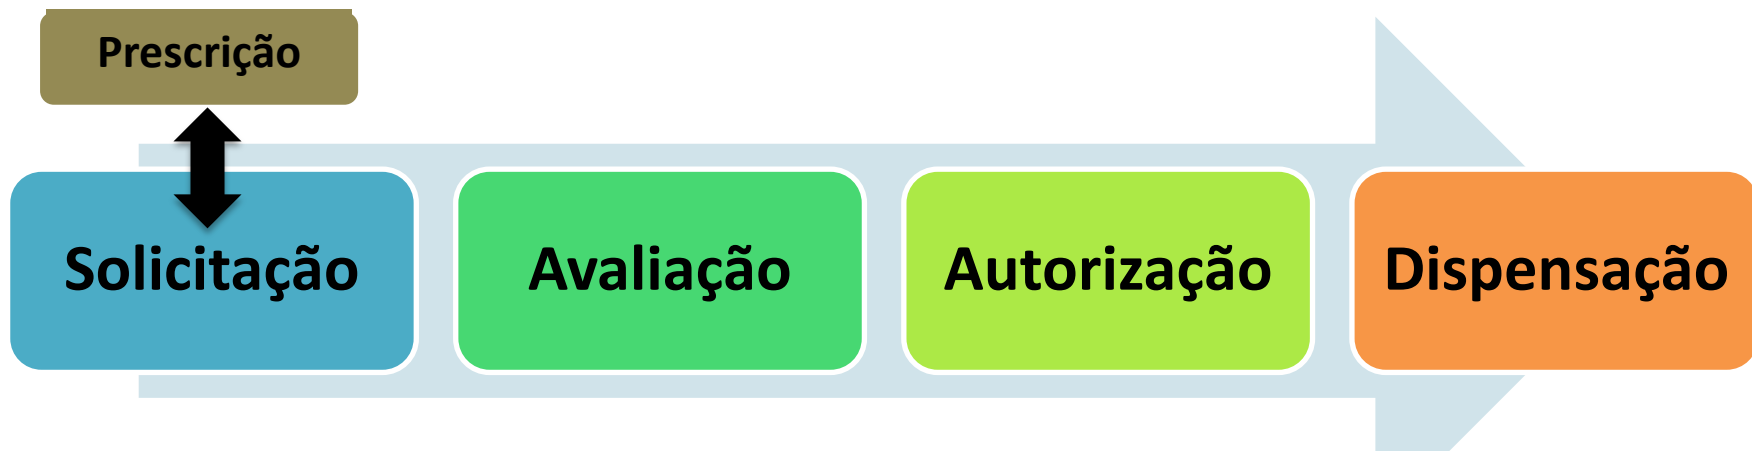 Prescrição
Solicitação
Avaliação
Autorização
Dispensação